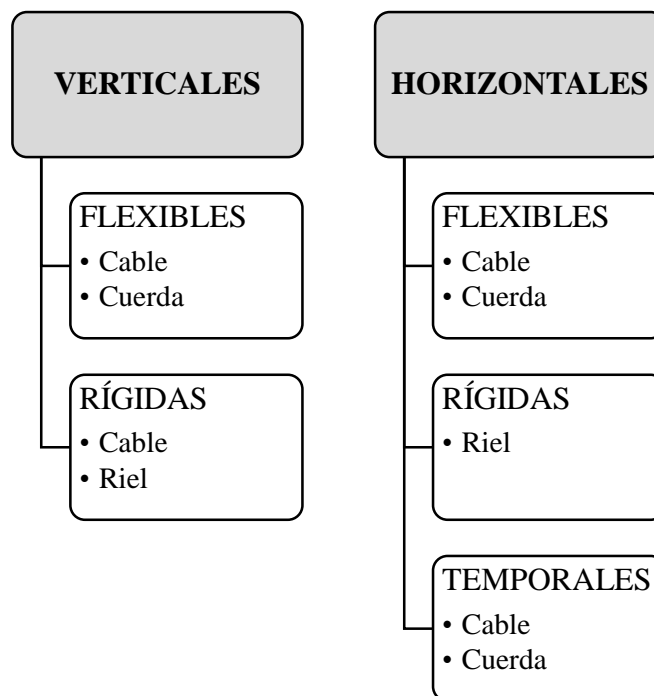 VERTICALES
FLEXIBLES
• Cable
• Cuerda
RÍGIDAS
• Cable
• Riel
HORIZONTALES
FLEXIBLES
• Cable
• Cuerda
RÍGIDAS
• Riel
TEMPORALES
• Cable
• Cuerda